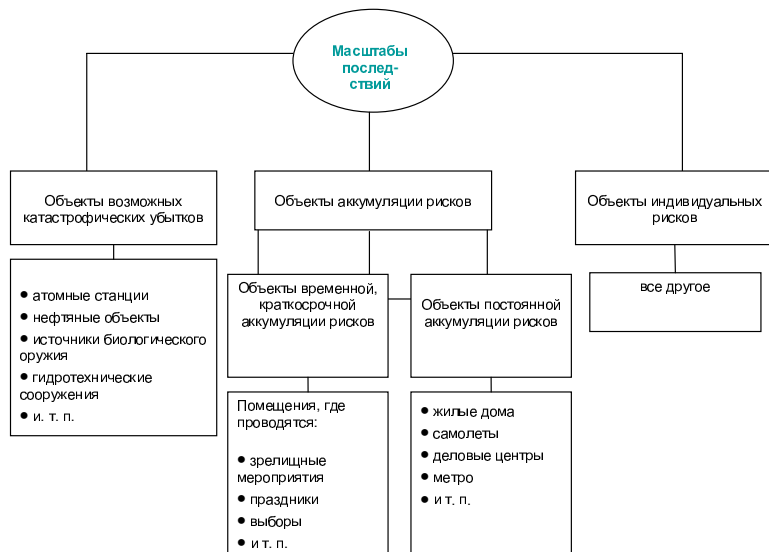 Масштабы
послед-
ствий
Объекты возможных
катастрофических убытков
● атомные станции
● нефтяные объекты
● источники биологического
оружия
● гидротехнические
сооружения
● и. т. п.
Объекты аккумуляции рисков
Объекты временной,
краткосрочной
аккумуляции рисков
Помещения, где
проводятся:
● зрелищные
мероприятия
● праздники
● выборы
● и т. п.
Объекты постоянной
аккумуляции рисков
● жилые дома
● самолеты
● деловые центры
● метро
● и т. п.
Объекты индивидуальных
рисков
все другое